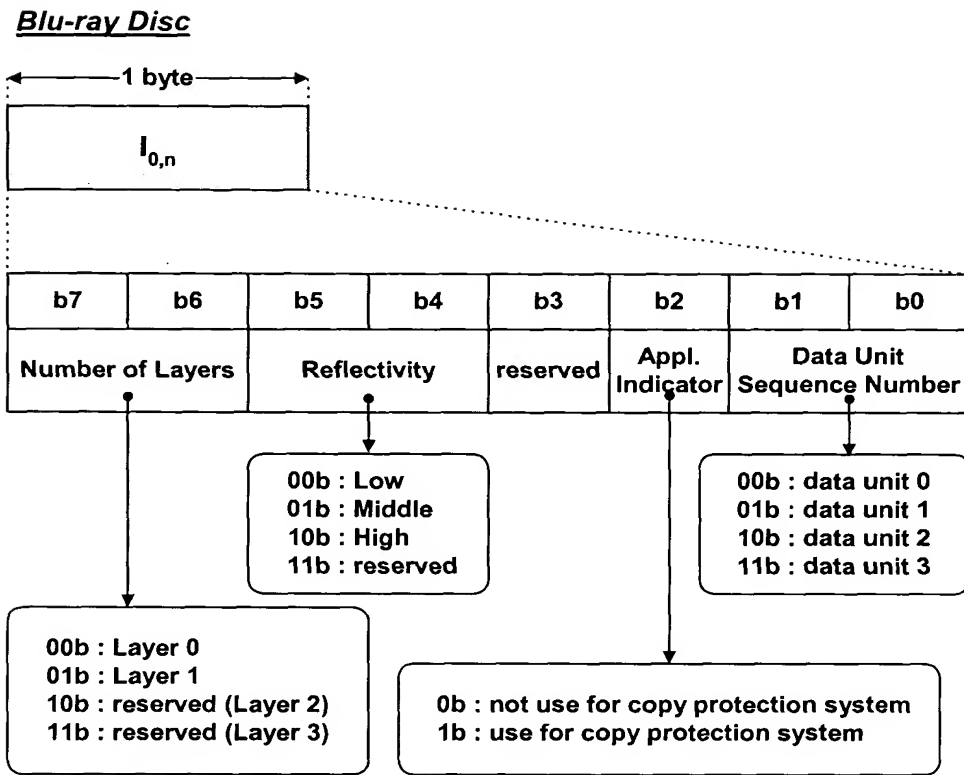 Blu-ray Disc
1 byte
I0,n
b7 b6 b5 b4 b3 b2 b1 b0
Number of Layers Reflectivity reserved Appl. Indicator Data Unit Sequence Number
00b : Low
01b : Middle
10b : High
11b : reserved
00b : data unit 0
01b : data unit 1
10b : data unit 2
11b : data unit 3
00b : Layer 0
01b : Layer 1
10b : reserved (Layer 2)
11b : reserved (Layer 3)
0b : not use for copy protection system
1b : use for copy protection system